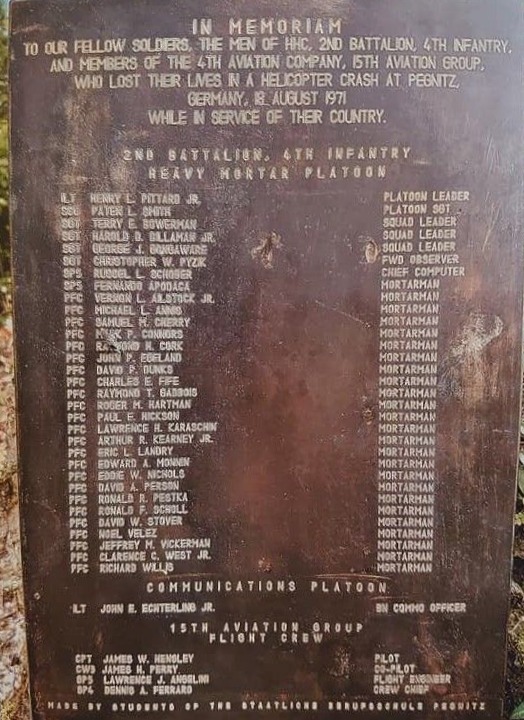 IN MEMORIAM
TO OUR FELLOW SOLDIERS, THE MEN OF HHC, 2ND BATTALION, 4TH INFANTRY,
AND MEMBERS OF THE 4TH AVIATION COMPANY, 15TH AVIATION GROUP,
WHO LOST THEIR LIVES IN A HELICOPTER CRASH AT PEGNITZ,
GERMANY, 18 AUGUST 1971
WHILE IN SERVICE OF THEIR COUNTRY.
2ND BATTALION, 4TH INFANTRY
HEAVY MORTAR PLATOON
1LT HENRY L. PITTARD JR. PLATOON LEADER
SSG PATEN L. SMITH PLATOON SGT
SGT TERRY E. BOWERMAN SQUAD LEADER
SGT HAROLD D. GILLAMAN JR. SQUAD LEADER
SGT GEORGE J. SQUAD LEADER
SGT CHRISTOPHER W. PYZIK FWD OBSERVER
SP5 RUSSEL L. SCHOBER CHIEF COMPUTER
SP5 FERNANDO APODACA MORTARMAN
PFC VERNON L. AILSTOCK JR. MORTARMAN
PFC MICHAEL L. MORTARMAN
PFC SAMUEL M. CHERRY MORTARMAN
PFC MARK P. CONNORS MORTARMAN
PFC RAYMOND H. CORK MORTARMAN
PFC JOHN P. EGELAND MORTARMAN
PFC DAVID P. MORTARMAN
PFC CHARLES E. FIFE MORTARMAN
PFC RAYMOND T. GABBOIS MORTARMAN
PFC ROGER M. HARTMAN MORTARMAN
PFC PAUL E. HICKSON MORTARMAN
PFC LAWRENCE H. KARASCHIN MORTARMAN
PFC ARTHUR R. KEARNEY JR. MORTARMAN
PFC ERIC L. LANDRY MORTARMAN
PFC EDWARD A. MONNIN MORTARMAN
PFC EDDIE W. NICHOLS MORTARMAN
PFC DAVID A. PERSON MORTARMAN
PFC RONALD R. PESTKA MORTARMAN
PFC RONALD F. SCHOLL MORTARMAN
PFC DAVID W. STOVER MORTARMAN
PFC NOEL VELEZ MORTARMAN
PFC JEFFREY M. VICKERMAN MORTARMAN
PFC CLARENCE C. WEST JR. MORTARMAN
PFC RICHARD WILLIS MORTARMAN
COMMUNICATIONS PLATOON
1LT JOHN E. ECHTERLING JR. BN COMMO OFFICER
15TH AVIATION GROUP
FLIGHT CREW
CPT JAMES W. HENSLEY PILOT
CW3 JAMES H. PERRY CO-PILOT
SP5 LAWRENCE J. ANGELINI FLIGHT ENGINEER
SP4 DENNIS A. FERRARO CREW CHIEF
MADE BY STUDENTS OF THE STAATLICHE BERUFSSCHULE PEGNITZ